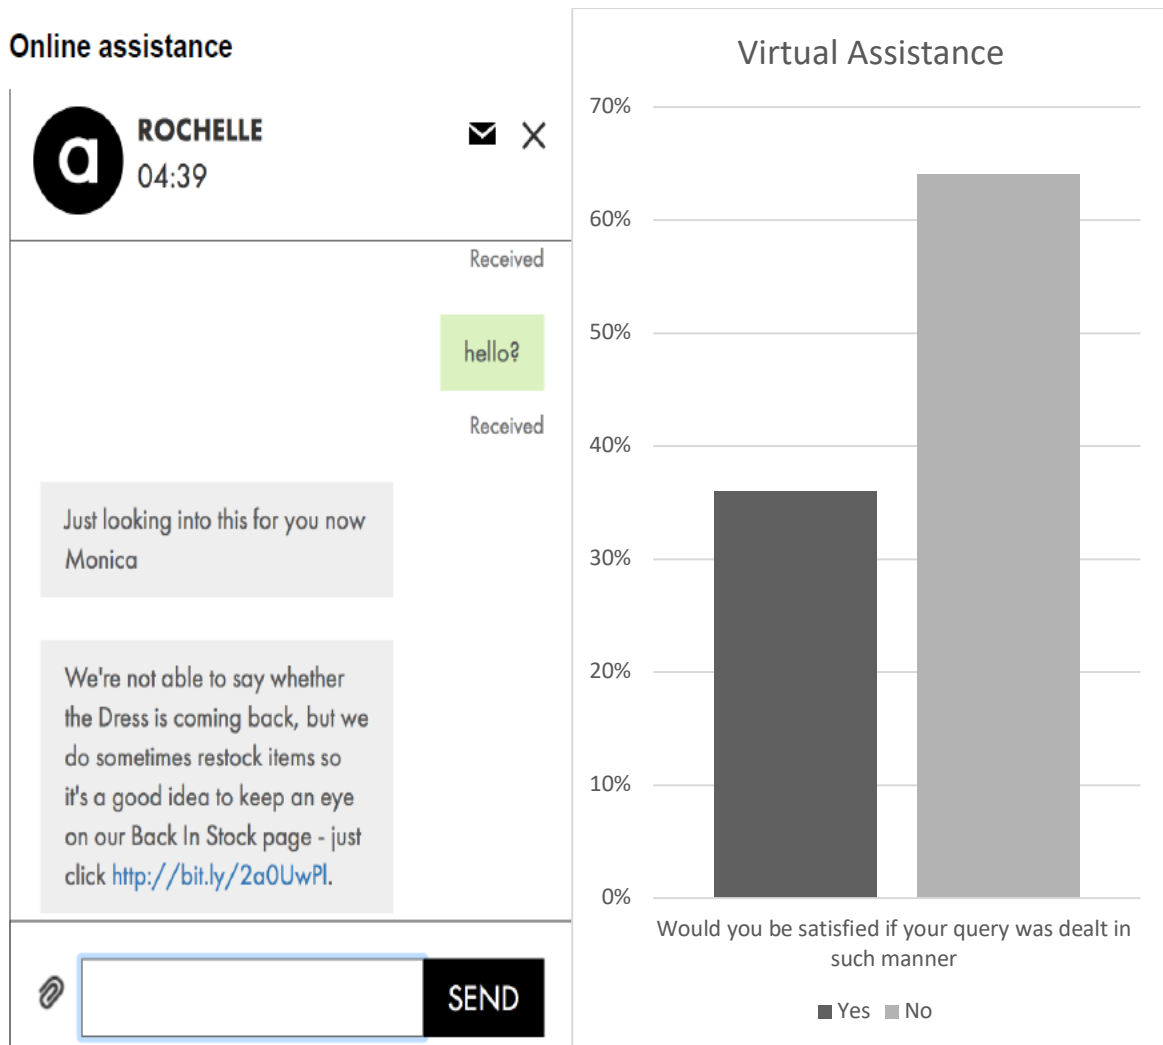 Online assistance
a
ROCHELLE
04:39
Received
hello?
Received
Just looking into this for you now
Monica
We're not able to say whether
the Dress is coming back, but we
do sometimes restock items so
it's a good idea to keep an eye
on our Back In Stock page - just
click http://bit.ly/2a0UwPl.
SEND
Virtual Assistance
70%
60%
50%
40%
30%
20%
10%
0%
Would you be satisfied if your query was dealt in
such manner
Yes No